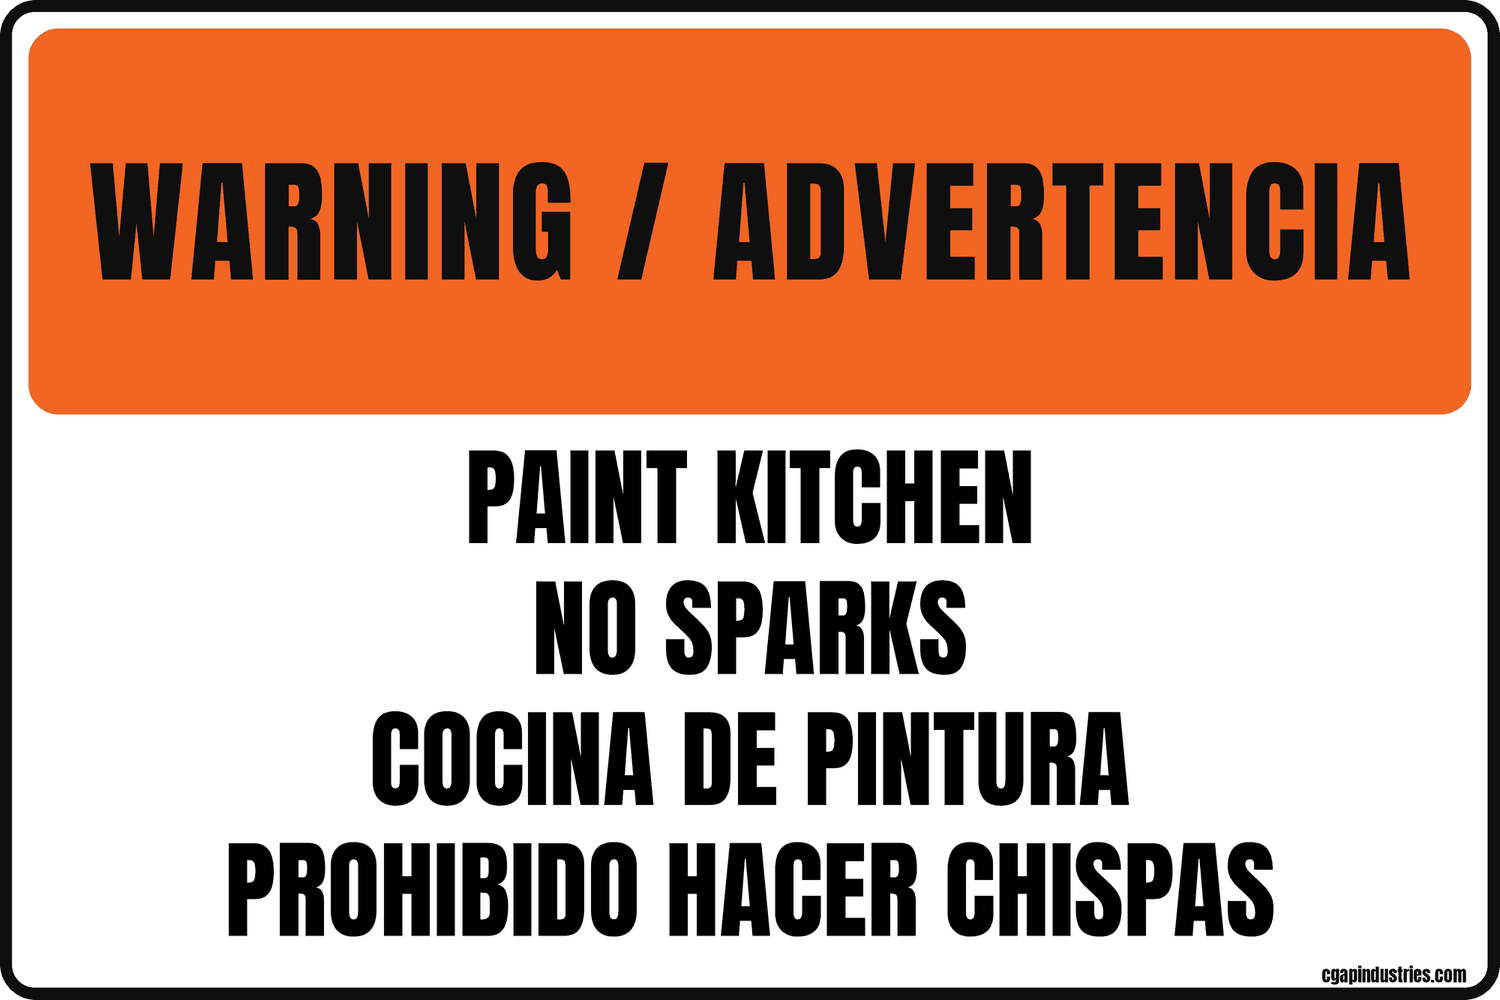 WARNING / ADVERTENCIA
PAINT KITCHEN
NO SPARKS
COCINA DE PINTURA
PROHIBIDO HACER CHISPAS
cgapindustries.com